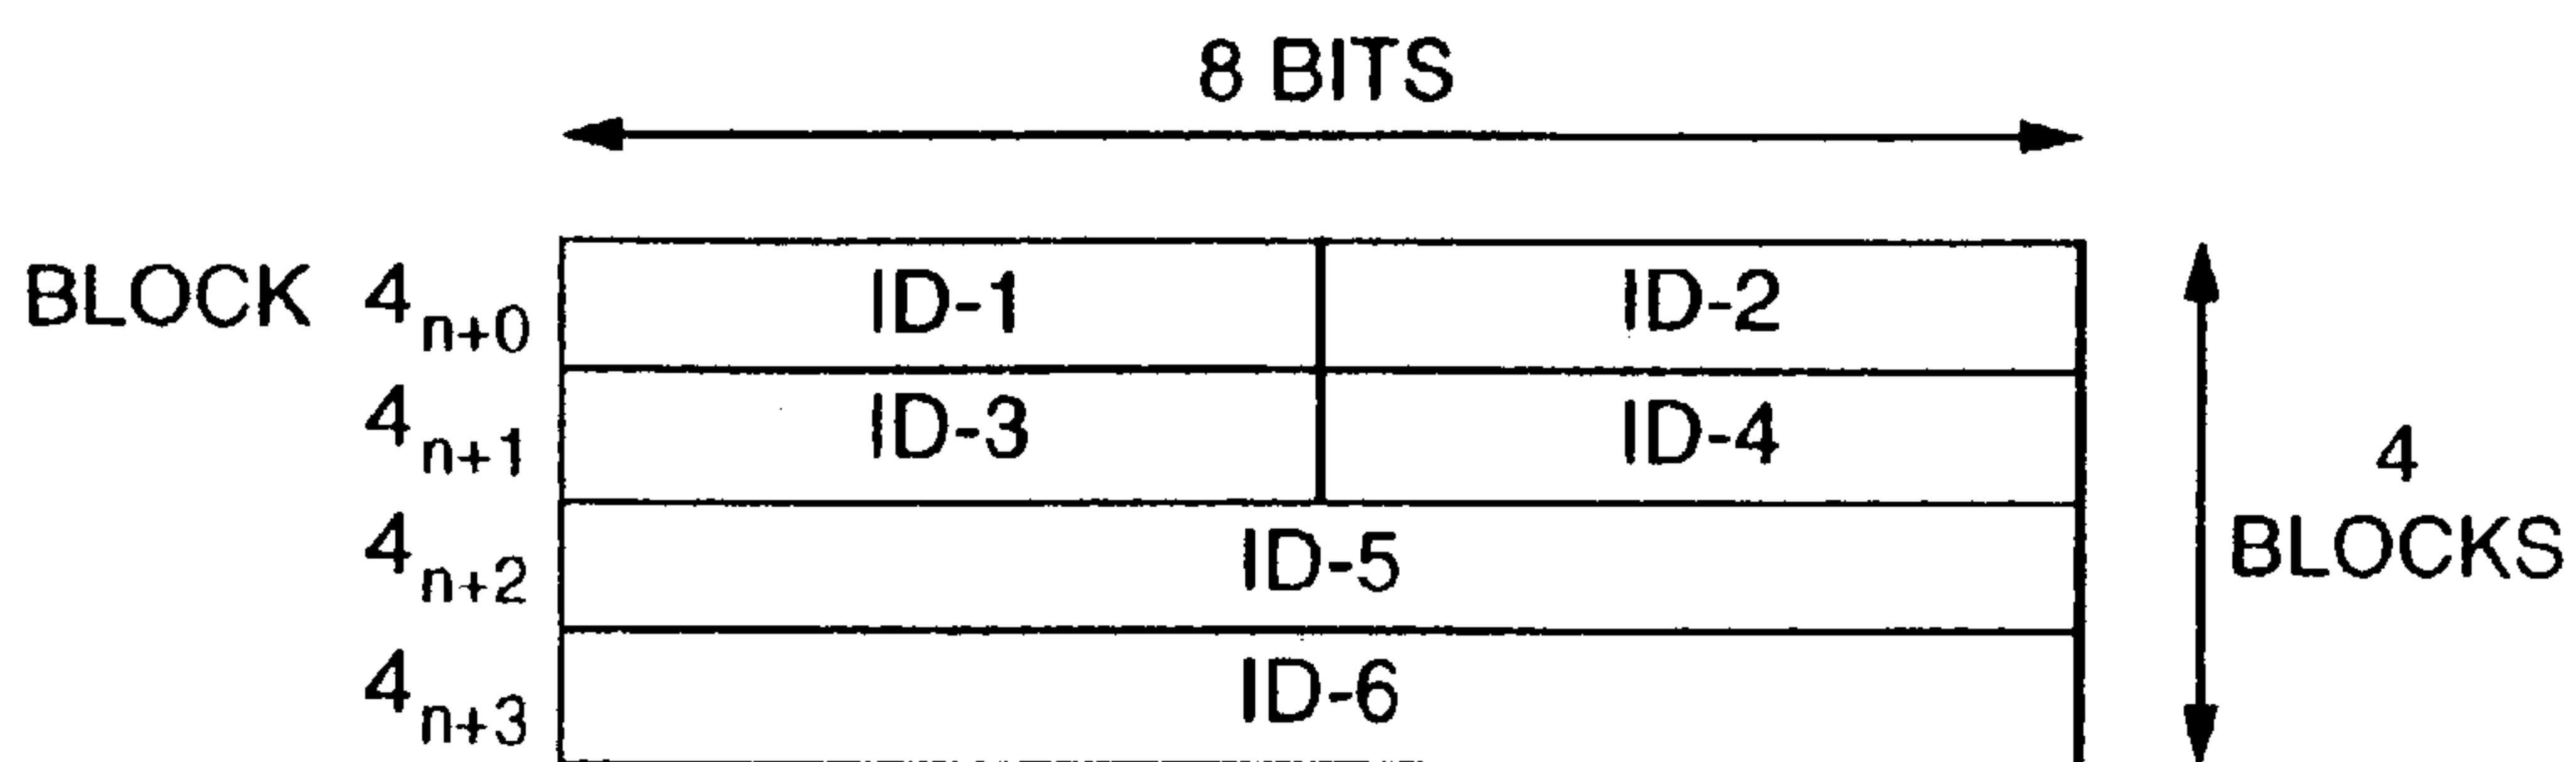 8 BITS
BLOCK 4n+0 ID-1 ID-2
4n+1 ID-3 ID-4
4n+2 ID-5
4n+3 ID-6
4
BLOCKS